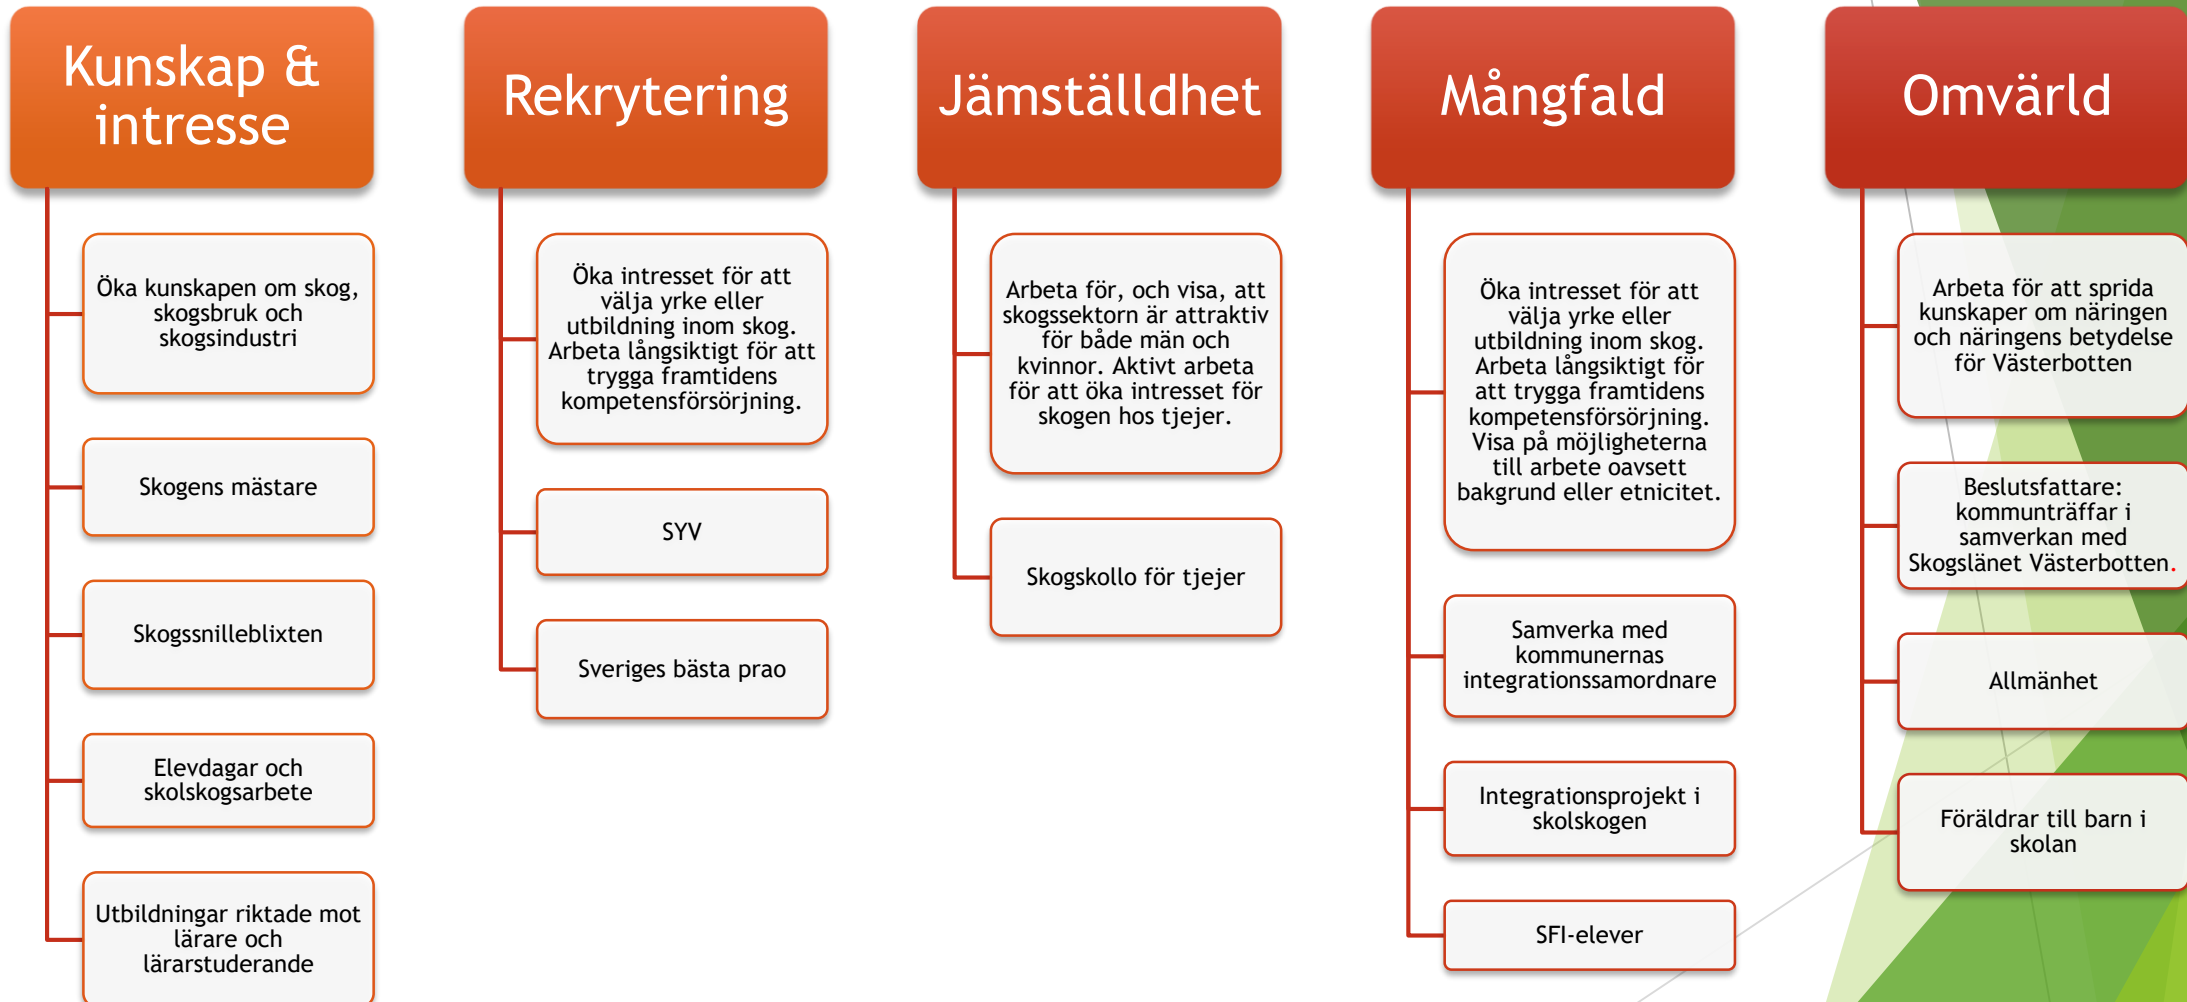 Kunskap &
intresse
Öka kunskapen om skog,
skogsbruk och
skogsindustri
Skogens mästare
Skogssnilleblixten
Elevdagar och
skolskogsarbete
Utbildningar riktade mot
lärare och
lärarstuderande
Rekrytering
Öka intresset för att
välja yrke eller
utbildning inom skog.
Arbeta långsiktigt för att
trygga framtidens
kompetensförsörjning.
SYV
Sveriges bästa prao
Jämställdhet
Arbeta för, och visa, att
skogssektorn är attraktiv
för både män och
kvinnor. Aktivt arbeta
för att öka intresset för
skogen hos tjejer.
Skogskollo för tjejer
Mångfald
Öka intresset för att
välja yrke eller
utbildning inom skog.
Arbeta långsiktigt för
att trygga framtidens
kompetensförsörjning.
Visa på möjligheterna
till arbete oavsett
bakgrund eller etnicitet.
Samverka med
kommunernas
integrationssamordnare
Integrationsprojekt i
skolskogen
SFI-elever
Omvärld
Arbeta för att sprida
kunskaper om näringen
och näringens betydelse
för Västerbotten
Beslutsfattare:
kommunträffar i
samverkan med
Skogslänet Västerbotten.
Allmänhet
Föräldrar till barn i
skolan